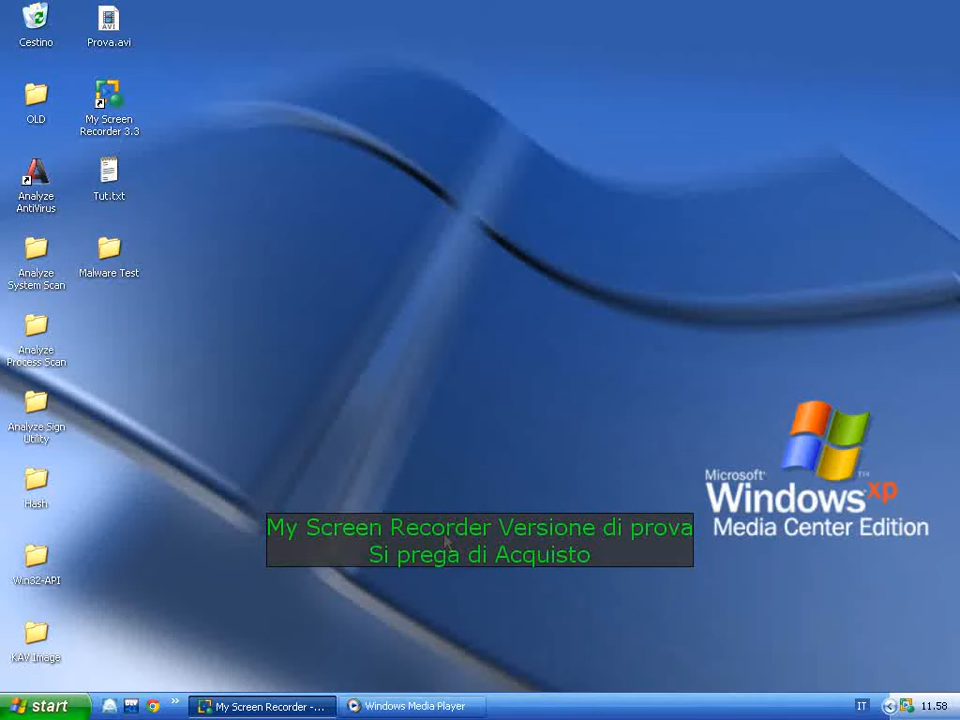 Cestino
Prova.avi
OLD
My Screen
Recorder 3.3
Analyze
AntiVirus
Tut.txt
Analyze
System Scan
Malware Test
Analyze
Process Scan
Analyze Sign
Utility
Hash
Win32-API
KAV Image
Microsoft®
Windows xp
Media Center Edition
My Screen Recorder Versione di prova
Si prega di Acquisto
start
My Screen Recorder -...
Windows Media Player
IT
11.58